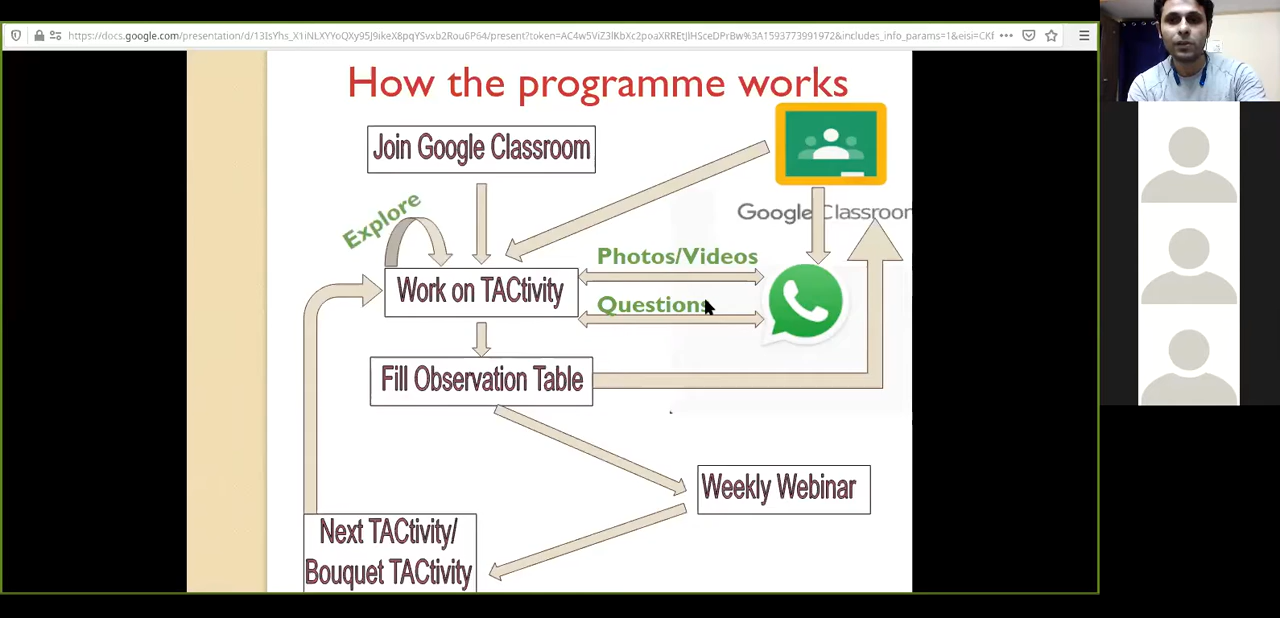 https://docs.google.com/presentation/d/13IsYhs_X1iNLXYYoQXy95J9ikeX8pqY5vxb2Rou6P64/present?token=AC4w5ViZ3lKbXc2poaXRREtJlHSceDPrBw%3A1593773991972&includes_info_params=1&eisi=CKf
How the programme works
Join Google Classroom
Google Classroom
Explore
Photos/Videos
Work on TACtivity
Questions
Fill Observation Table
Weekly Webinar
Next TACtivity/
Bouquet TACtivity